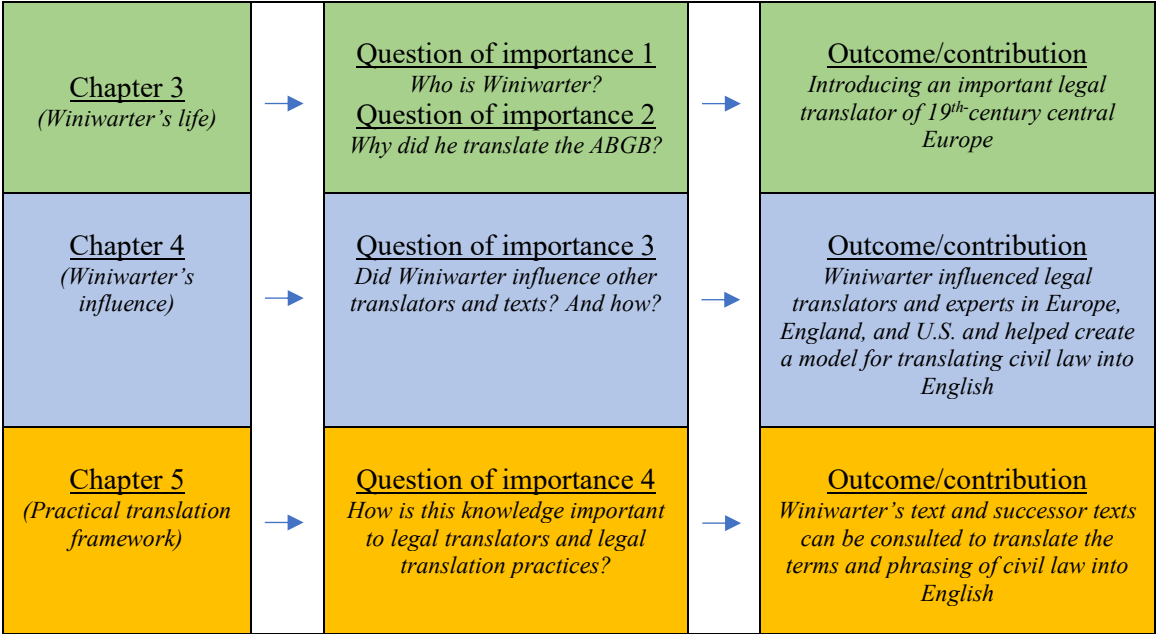 Chapter 3
(Winiwarter’s life)
Question of importance 1
Who is Winiwarter?
Question of importance 2
Why did he translate the ABGB?
Outcome/contribution
Introducing an important legal
translator of 19th-century central
Europe
Chapter 4
(Winiwarter’s
influence)
Question of importance 3
Did Winiwarter influence other
translators and texts? And how?
Outcome/contribution
Winiwarter influenced legal
translators and experts in Europe,
England, and U.S. and helped create
a model for translating civil law into
English
Chapter 5
(Practical translation
framework)
Question of importance 4
How is this knowledge important
to legal translators and legal
translation practices?
Outcome/contribution
Winiwarter’s text and successor texts
can be consulted to translate the
terms and phrasing of civil law into
English